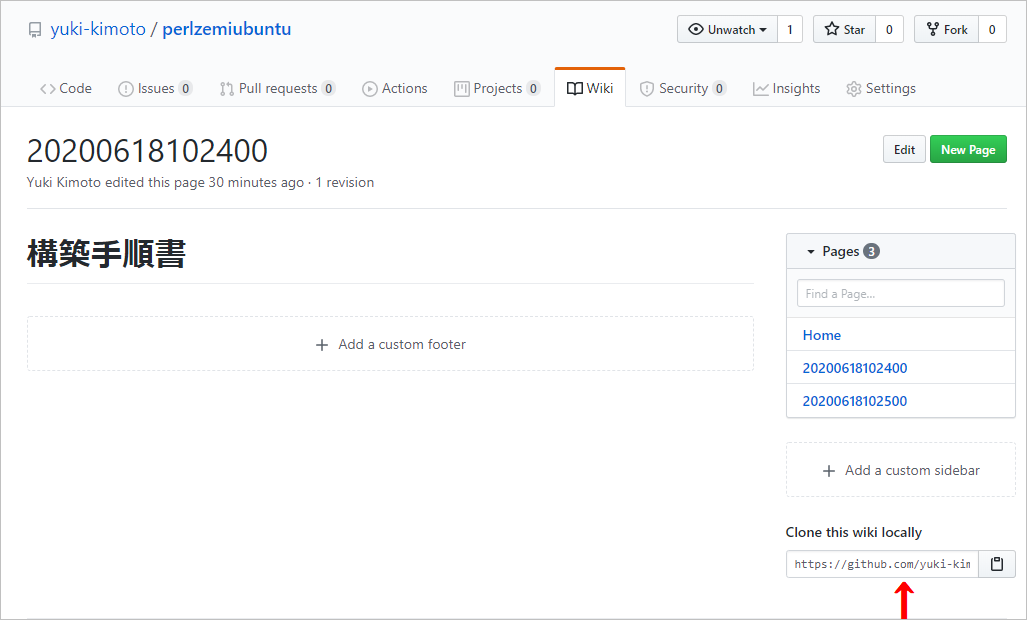 yuki-kimoto / perlzemiubuntu
Unwatch 1 Star 0 Fork 0
Code Issues 0 Pull requests 0 Actions Projects 0 Wiki Security 0 Insights Settings
20200618102400
Edit New Page
Yuki Kimoto edited this page 30 minutes ago · 1 revision
構築手順書
Add a custom footer
Pages 3
Find a Page...
Home
20200618102400
20200618102500
Add a custom sidebar
Clone this wiki locally
https://github.com/yuki-kim